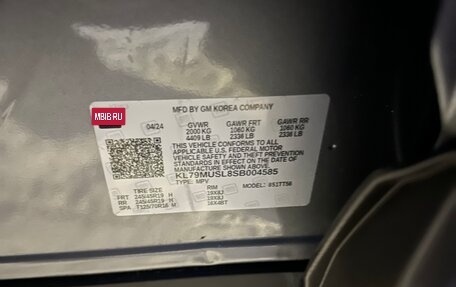 MFD BY GM KOREA COMPANY
MBIB.RU
04/24 GVWR GAWR FRT GAWR RR
2000 KG 1060 KG 1060 KG
4409 LB 2336 LB 2336 LB
THIS VEHICLE CONFORMS TO ALL
APPLICABLE U.S. FEDERAL MOTOR
VEHICLE SAFETY AND THEFT PREVENTION
STANDARDS IN EFFECT ON THE DATE OF
MANUFACTURE SHOWN ABOVE.
KL79MUSL8SB004585
TYPE: MPV MODEL: 851TT58
TIRE SIZE RIM
FRT 245/45R19 H 19X8J
RR 245/45R19 H 19X8J
SPA T125/70R16 M 16X4BT